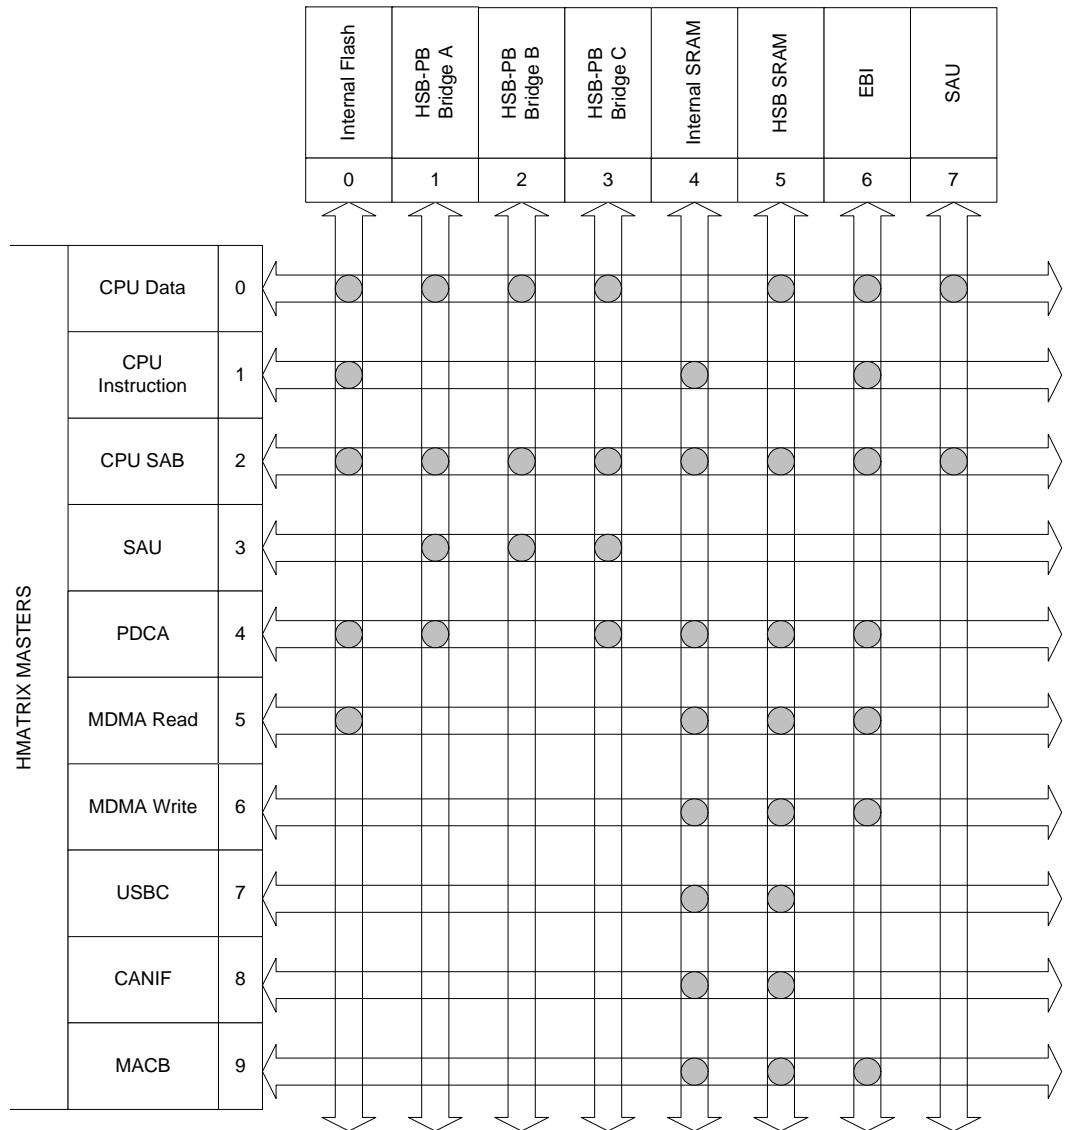 Internal Flash
HSB-PB
Bridge A
HSB-PB
Bridge B
HSB-PB
Bridge C
Internal SRAM
HSB SRAM
EBI
SAU
0
1
2
3
4
5
6
7
HMATRIX MASTERS
CPU Data
0
CPU
Instruction
1
CPU SAB
2
SAU
3
PDCA
4
MDMA Read
5
MDMA Write
6
USBC
7
CANIF
8
MACB
9